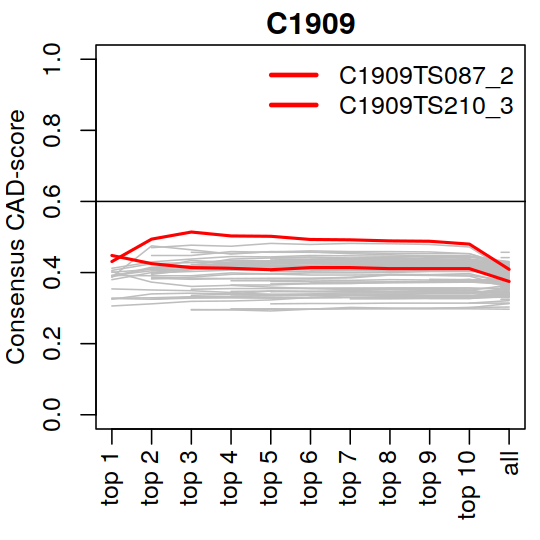 C1909
Consensus CAD-score
1.0
0.8
0.6
0.4
0.2
0.0
C1909TS087_2
C1909TS210_3
top 1
top 2
top 3
top 4
top 5
top 6
top 7
top 8
top 9
top 10
all